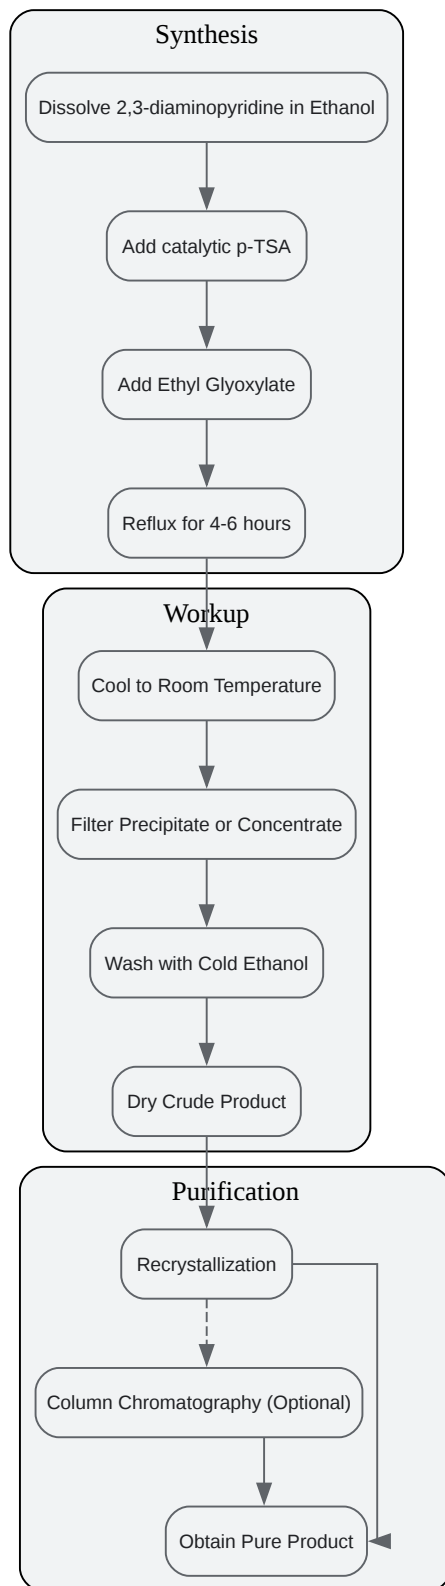 Synthesis
Dissolve 2,3-diaminopyridine in Ethanol
Add catalytic p-TSA
Add Ethyl Glyoxylate
Reflux for 4-6 hours
Workup
Cool to Room Temperature
Filter Precipitate or Concentrate
Wash with Cold Ethanol
Dry Crude Product
Purification
Recrystallization
Column Chromatography (Optional)
Obtain Pure Product